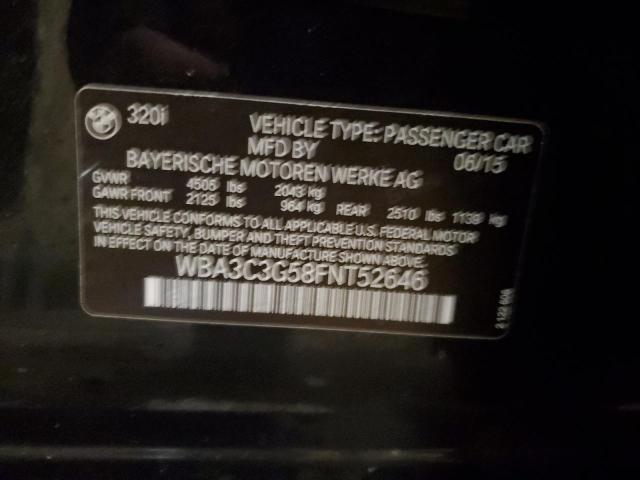 BMW 320i
VEHICLE TYPE: PASSENGER CAR
MFD BY 06/15
BAYERISCHE MOTOREN WERKE AG
GVWR 4505 lbs 2043 kg
GAWR FRONT 2125 lbs 964 kg REAR 2510 lbs 1139 kg
THIS VEHICLE CONFORMS TO ALL APPLICABLE U.S. FEDERAL MOTOR
VEHICLE SAFETY, BUMPER AND THEFT PREVENTION STANDARDS
IN EFFECT ON THE DATE OF MANUFACTURE SHOWN ABOVE.
WBA3C3G58FNT52646